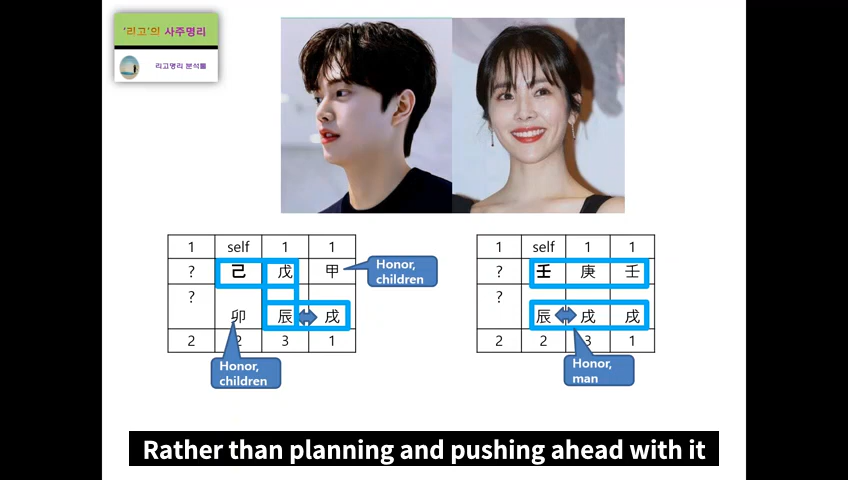 '리고'의 사주명리
리고명리 분석툴
1 self 1 1
? 己 戊 甲
?
卯 辰 戌
2 2 3 1
Honor,
children
Honor,
children
1 self 1 1
? 壬 庚 壬
?
辰 戌 戌
2 2 3 1
Honor,
man
Rather than planning and pushing ahead with it